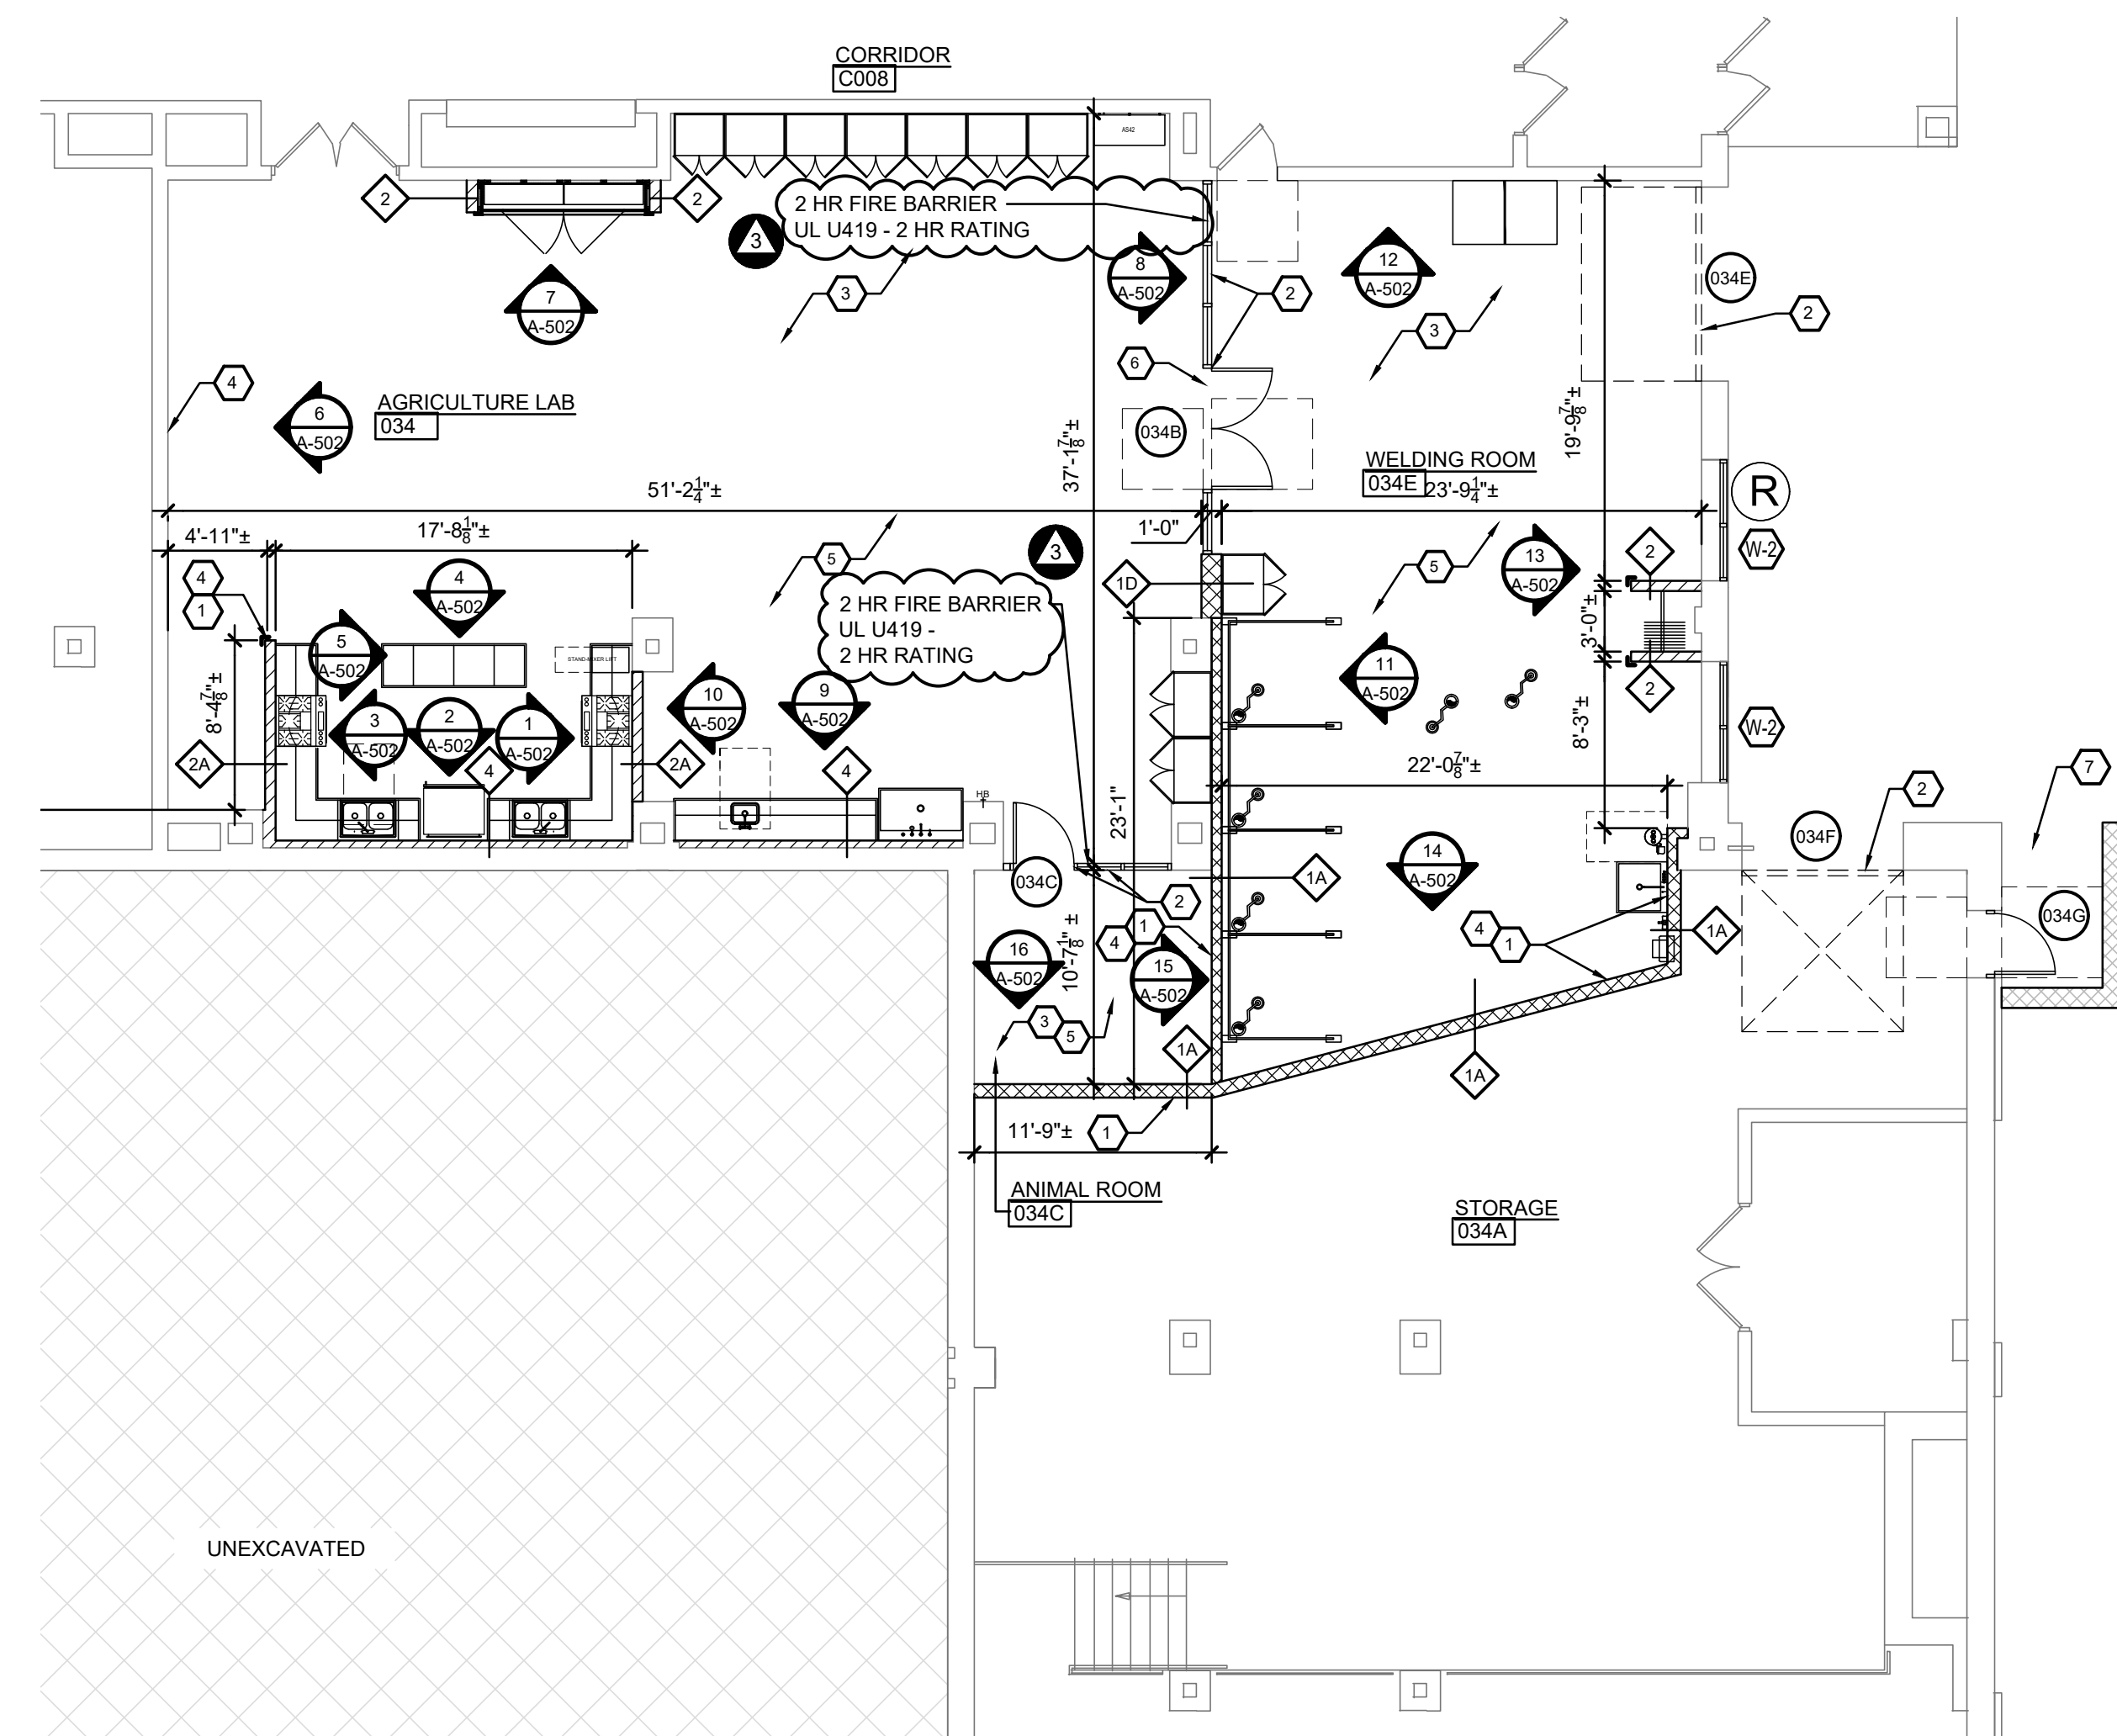 CORRIDOR
C008
AS42
2
2
2 HR FIRE BARRIER
UL U419 - 2 HR RATING
3
3
7
A-502
8
A-502
2
12
A-502
3
034E
2
6
4
6
A-502
AGRICULTURE LAB
034
034B
37'-1 7/8"±
19'-9 7/8"±
WELDING ROOM
034E
23'-9 1/4"±
51'-2 1/4"±
R
W-2
4'-11"±
17'-8 1/8"±
1'-0"
3
5
5
13
A-502
2
4
1
4
A-502
1D
2 HR FIRE BARRIER
UL U419 -
2 HR RATING
5
A-502
STAND-MIXER LIFT
3'-0"±
11
A-502
2
8'-4 7/8"±
3
A-502
2
A-502
1
A-502
10
A-502
9
A-502
8'-3"±
W-2
2A
4
2A
4
22'-0 7/8"±
7
2
HB
23'-1"
034F
14
A-502
034C
1A
2
034G
1
4
4
1
1A
16
A-502
10'-7 1/8" ±
15
A-502
3
5
1A
1A
11'-9"±
1
ANIMAL ROOM
034C
STORAGE
034A
UNEXCAVATED